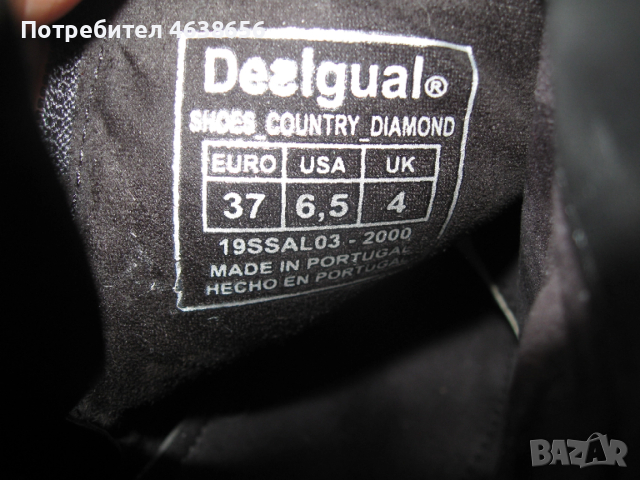 Потребител 4638656
Desigual®
SHOES_COUNTRY_DIAMOND
EURO USA UK
37 6,5 4
19SSAL03 - 2000
MADE IN PORTUGAL
HECHO EN PORTUGAL
BAZAR